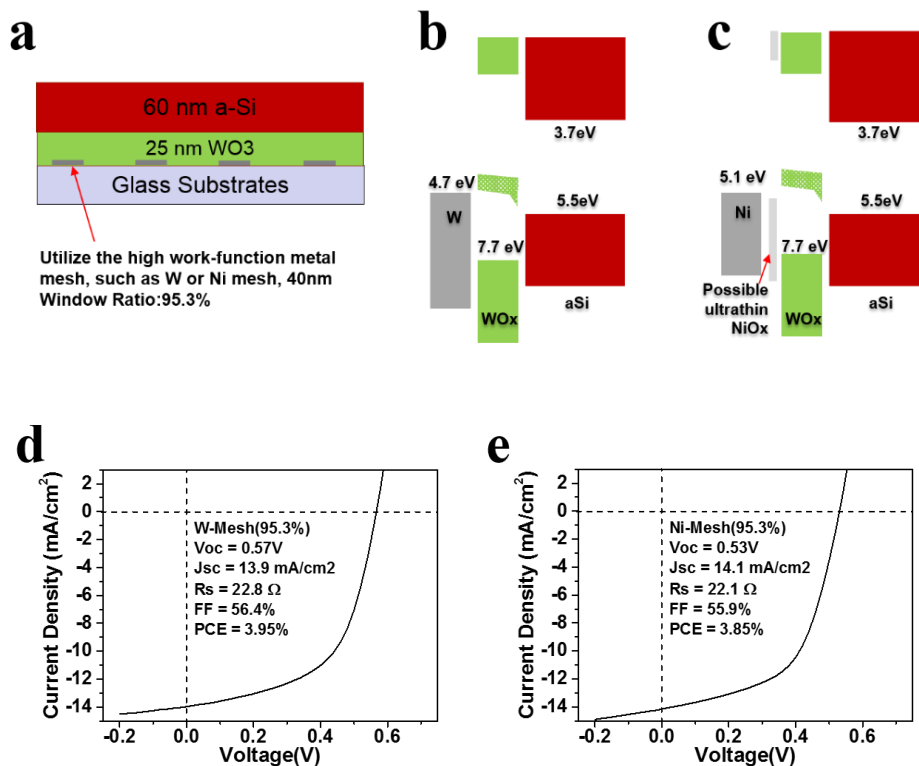 a
60 nm a-Si
25 nm WO3
Glass Substrates
Utilize the high work-function metal
mesh, such as W or Ni mesh, 40nm
Window Ratio:95.3%
b
3.7eV
4.7 eV
W
5.5eV
7.7 eV
WOx
aSi
c
3.7eV
5.1 eV
Ni
5.5eV
7.7 eV
Possible
ultrathin
NiOx
WOx
aSi
d
Current Density (mA/cm²)
2
0
-2
-4
-6
-8
-10
-12
-14
W-Mesh(95.3%)
Voc = 0.57V
Jsc = 13.9 mA/cm2
Rs = 22.8 Ω
FF = 56.4%
PCE = 3.95%
-0.2 0.0 0.2 0.4 0.6
Voltage(V)
e
Current Density (mA/cm²)
2
0
-2
-4
-6
-8
-10
-12
-14
Ni-Mesh(95.3%)
Voc = 0.53V
Jsc = 14.1 mA/cm2
Rs = 22.1 Ω
FF = 55.9%
PCE = 3.85%
-0.2 0.0 0.2 0.4 0.6
Voltage(V)